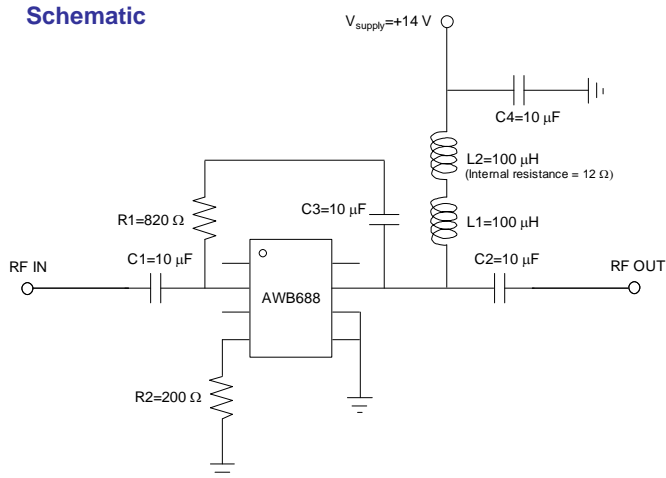 Schematic
Vsupply=+14 V
C4=10 μF
L2=100 μH
(Internal resistance = 12 Ω)
C3=10 μF
R1=820 Ω
L1=100 μH
C1=10 μF
C2=10 μF
RF IN
RF OUT
AWB688
R2=200 Ω